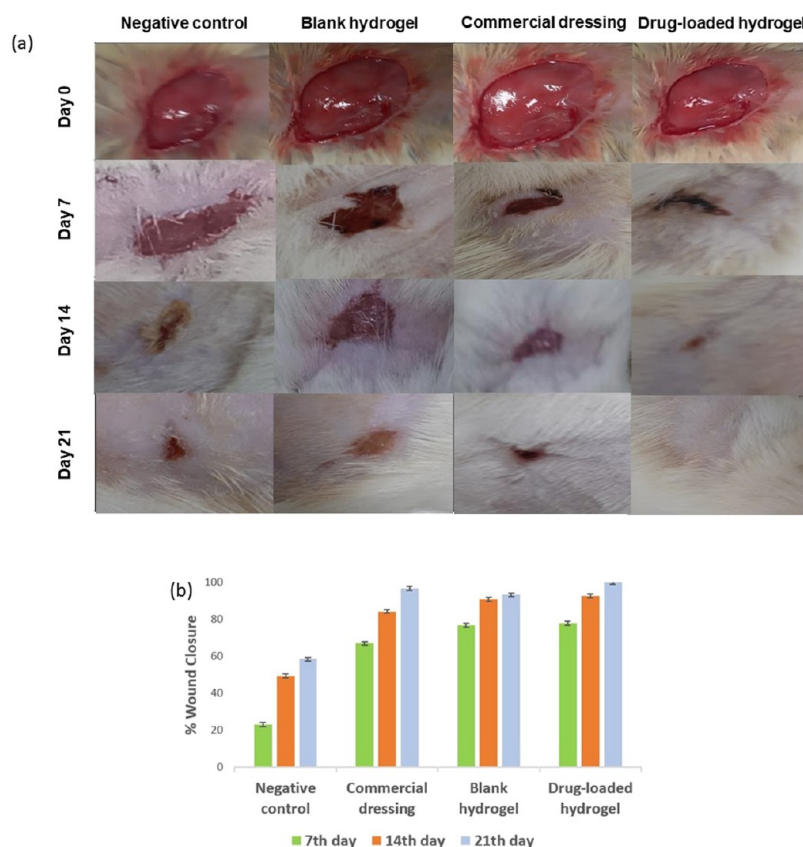 (a)
Negative control Blank hydrogel Commercial dressing Drug-loaded hydrogel
Day 0
Day 7
Day 14
Day 21
(b)
% Wound Closure
100
80
60
40
20
0
Negative control
Commercial dressing
Blank hydrogel
Drug-loaded hydrogel
7th day 14th day 21th day